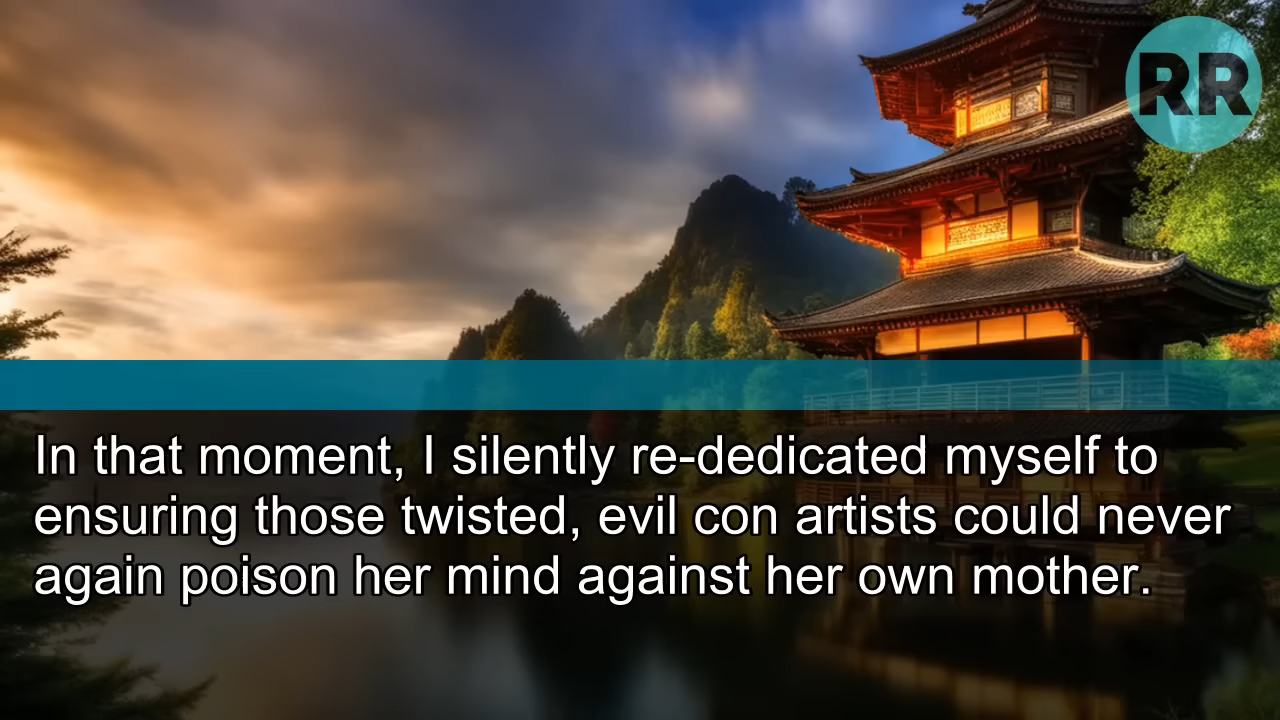 RR
In that moment, I silently re-dedicated myself to
ensuring those twisted, evil con artists could never
again poison her mind against her own mother.